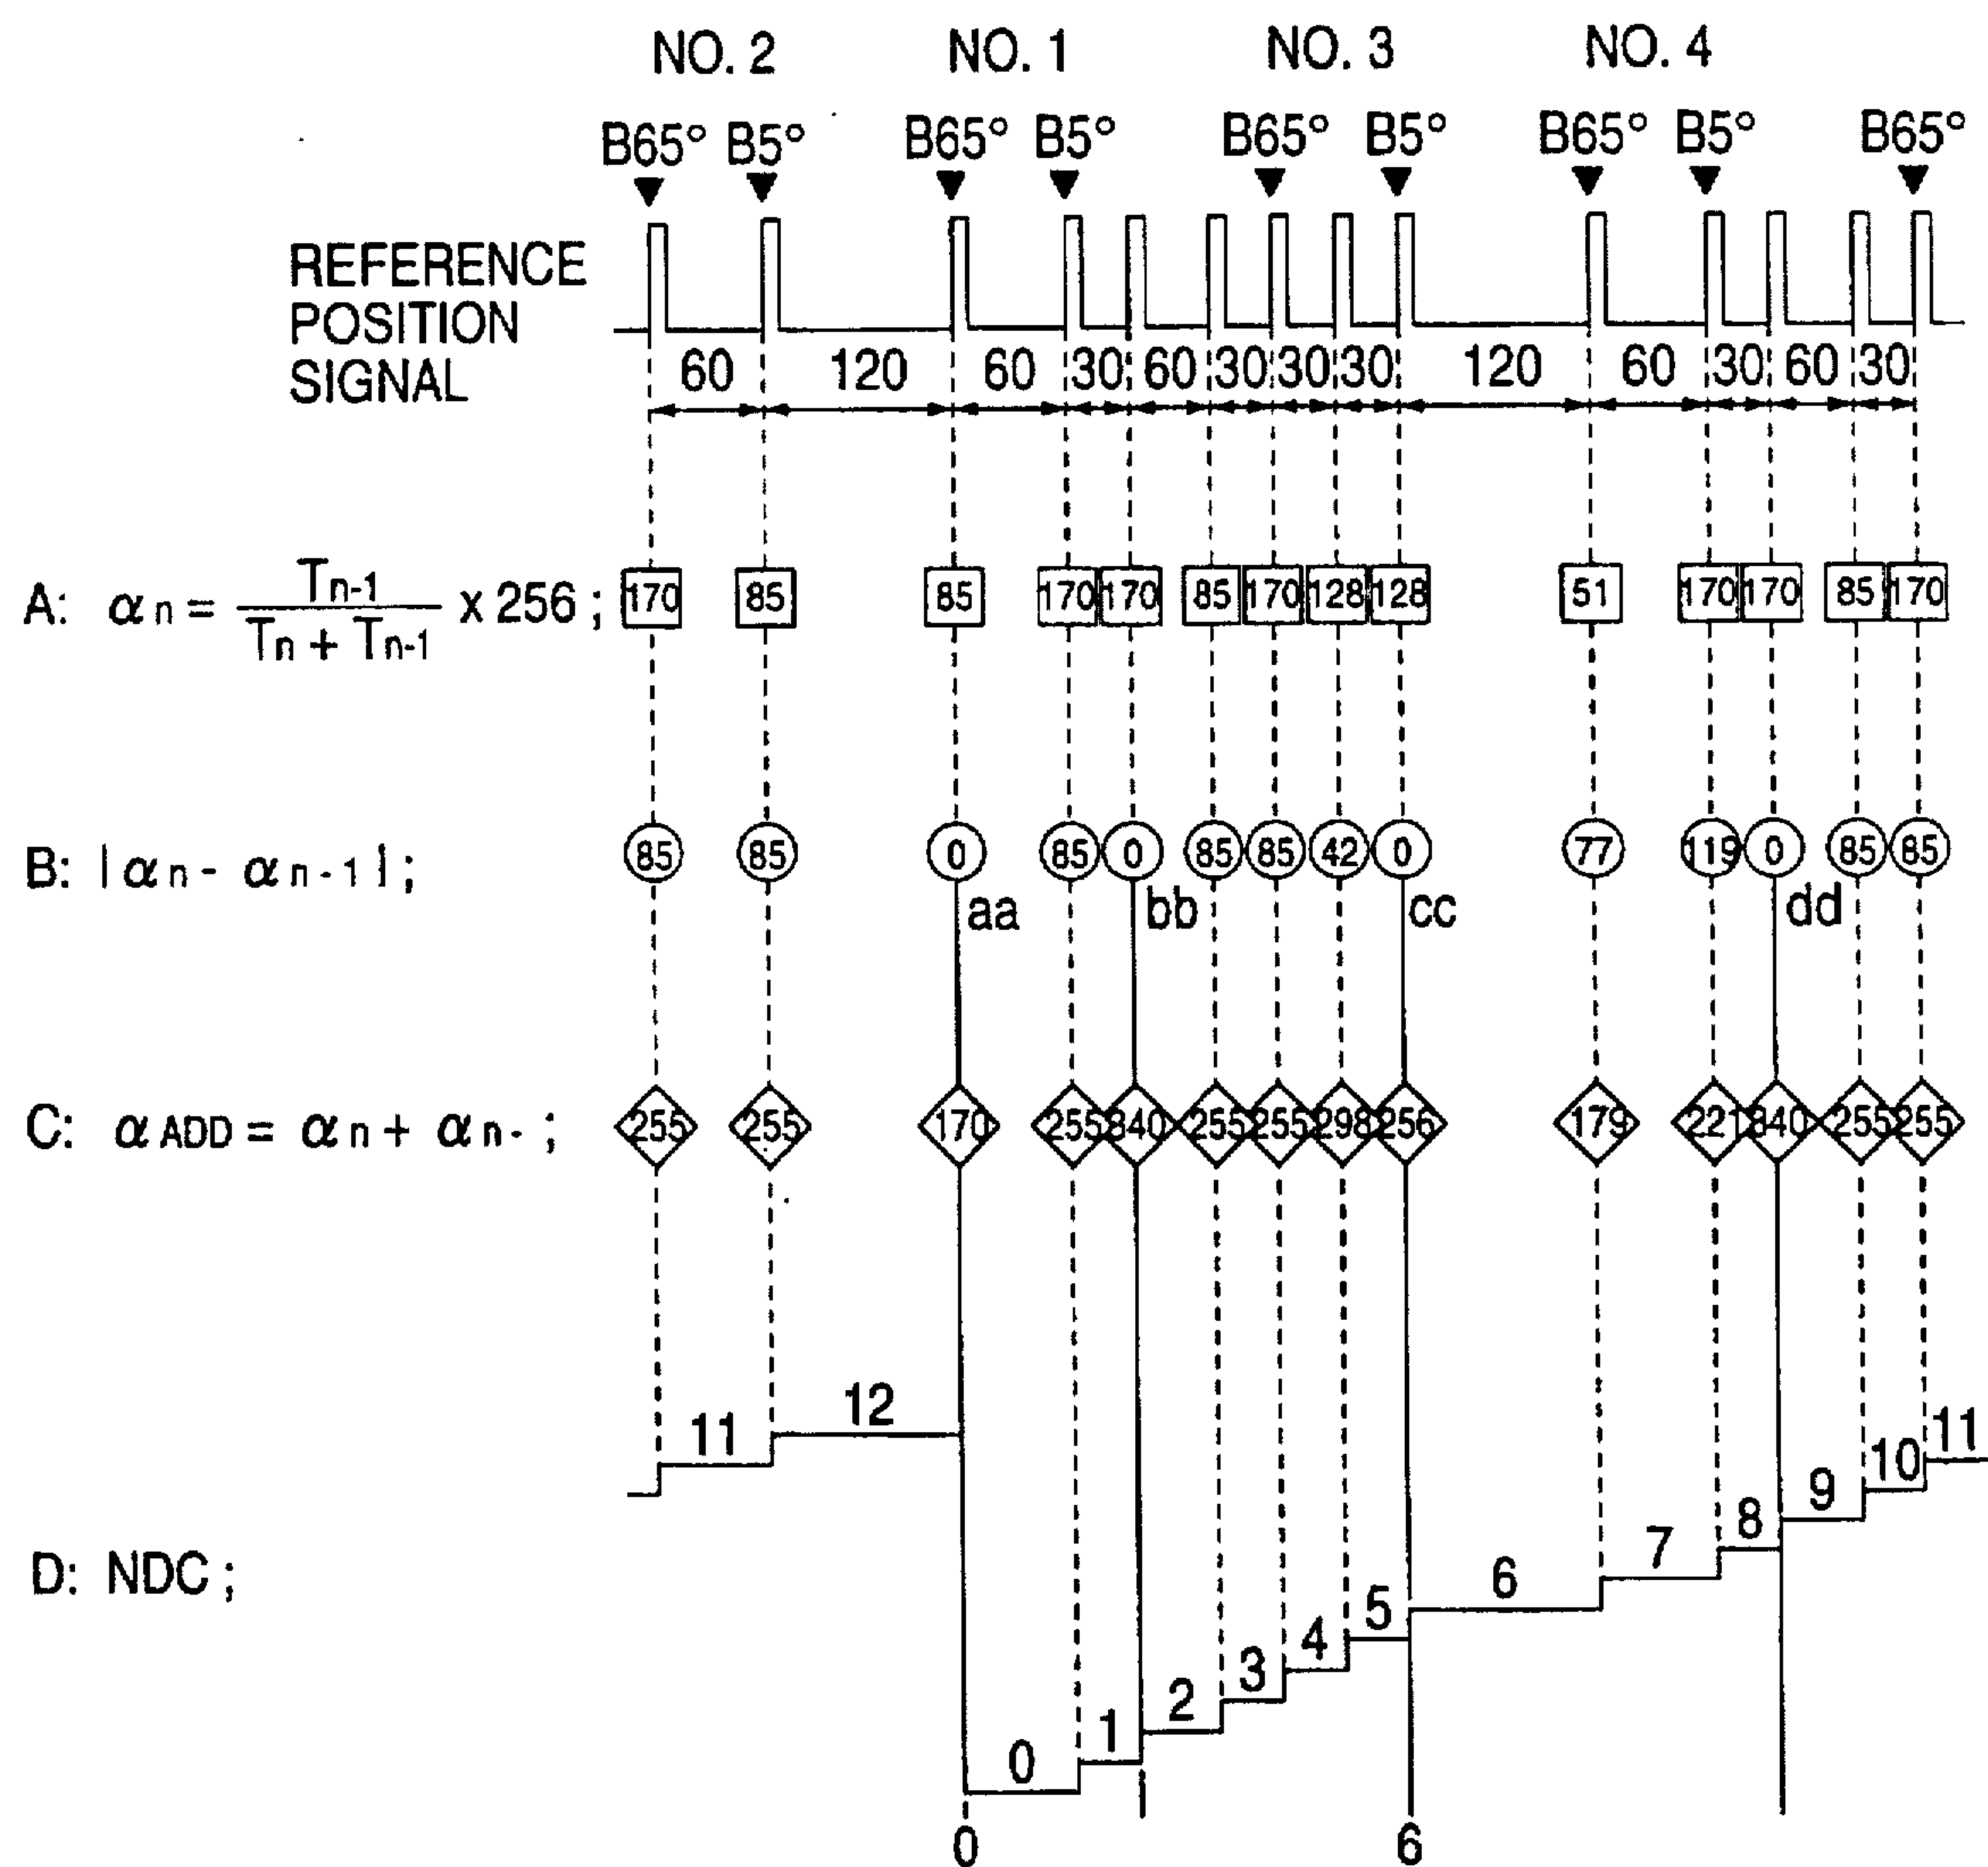 NO. 2 NO. 1 NO. 3 NO. 4
B65° B5° B65° B5° B65° B5° B65° B5° B65°
REFERENCE
POSITION
SIGNAL
60 120 60 30 60 30 30 30 120 60 30 60 30
A: αn = Tn-1 / Tn + Tn-1 x 256 ; 170 85 85 170 170 85 170 128 128 51 170 170 85 170
B: |αn - αn-1| ; 85 85 0 85 0 85 85 42 0 77 119 0 85 85
aa bb cc dd
C: αADD = αn + αn- ; 255 255 170 255 340 255 255 298 256 179 221 340 255 255
D: NDC ;
11 12 0 1 2 3 4 5 6 7 8 9 10 11
0 6